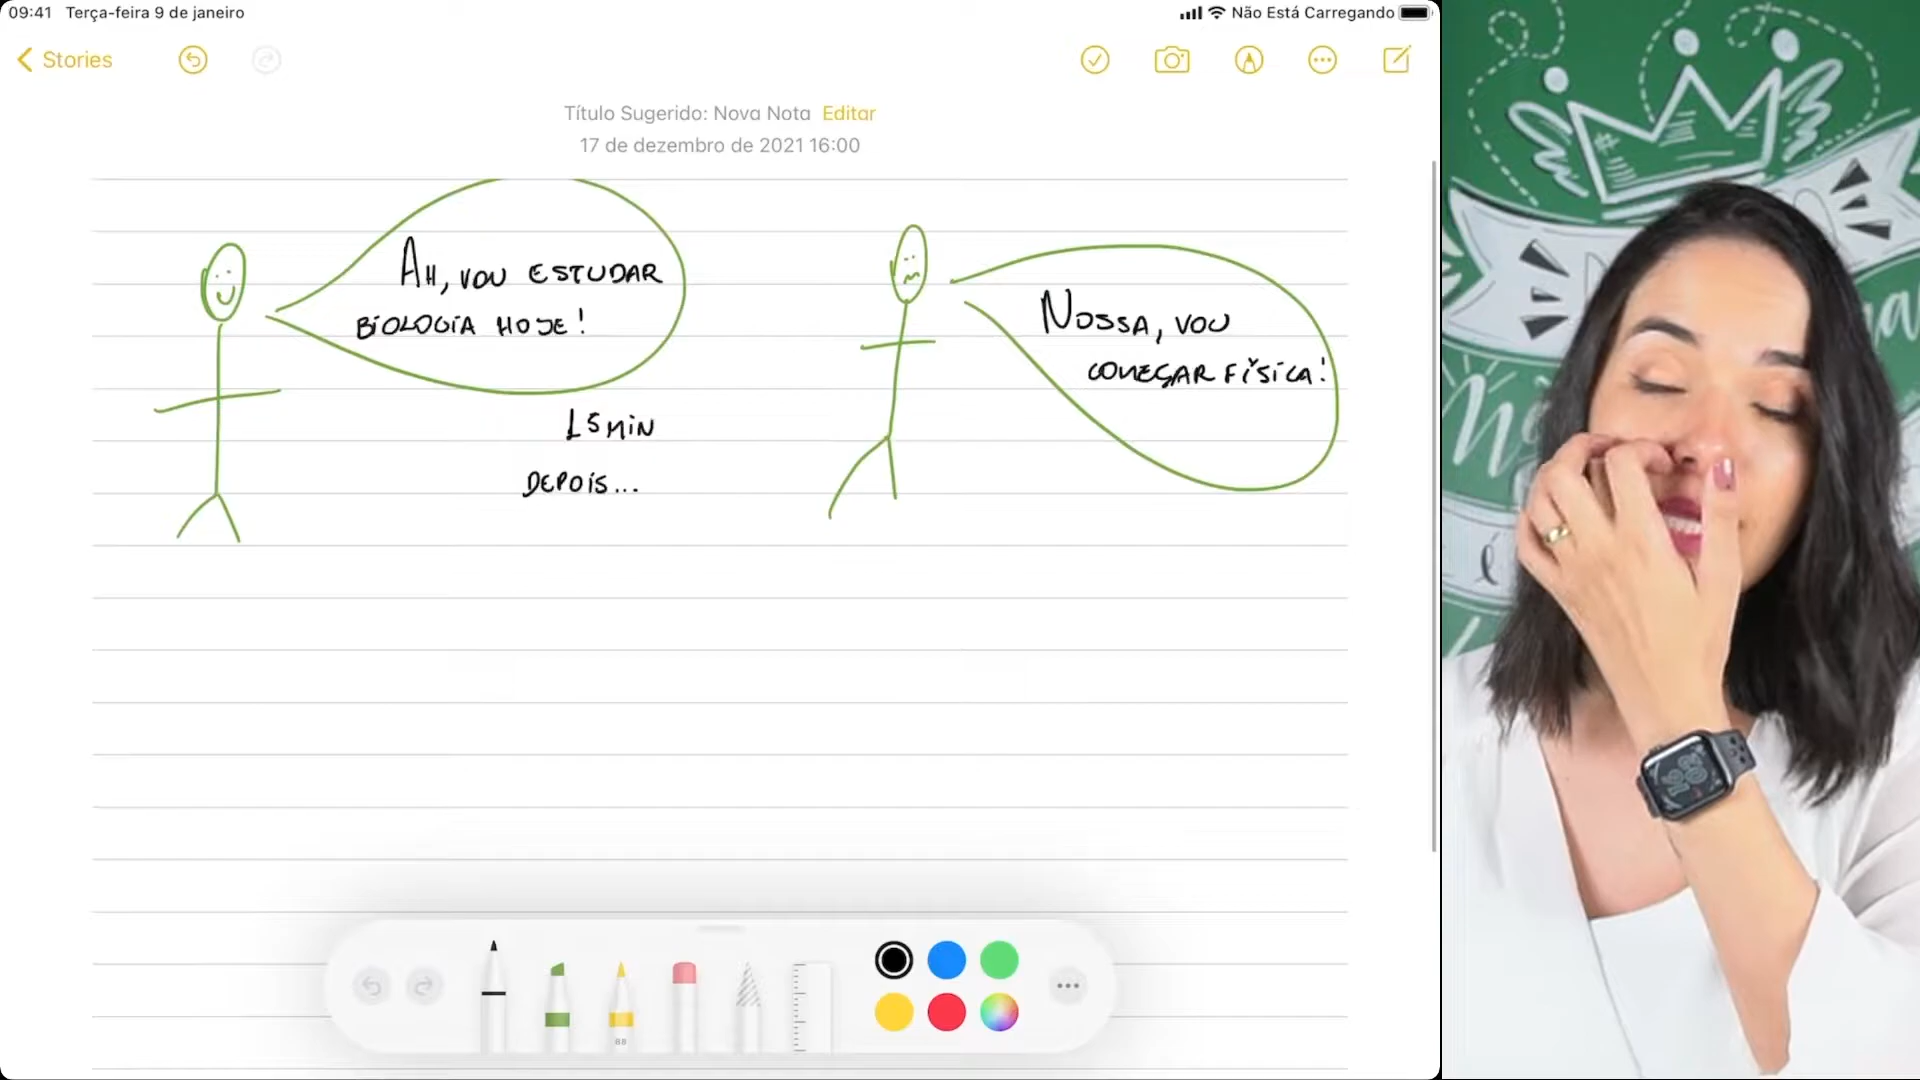 09:41 Terça-feira 9 de janeiro
Não Está Carregando
Stories
Título Sugerido: Nova Nota Editar
17 de dezembro de 2021 16:00
AH, VOU ESTUDAR
BIOLOGIA HOJE!
15 MIN
DEPOIS...
NOSSA, VOU
COMEÇAR FÍSICA!
68
#
é